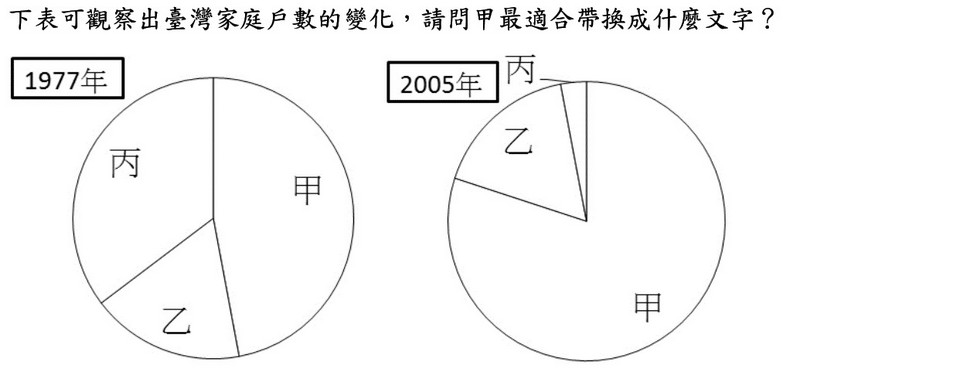 下表可觀察出臺灣家庭戶數的變化，請問甲最適合帶換成什麼文字？
1977年
丙
甲
乙
2005年
丙
乙
甲